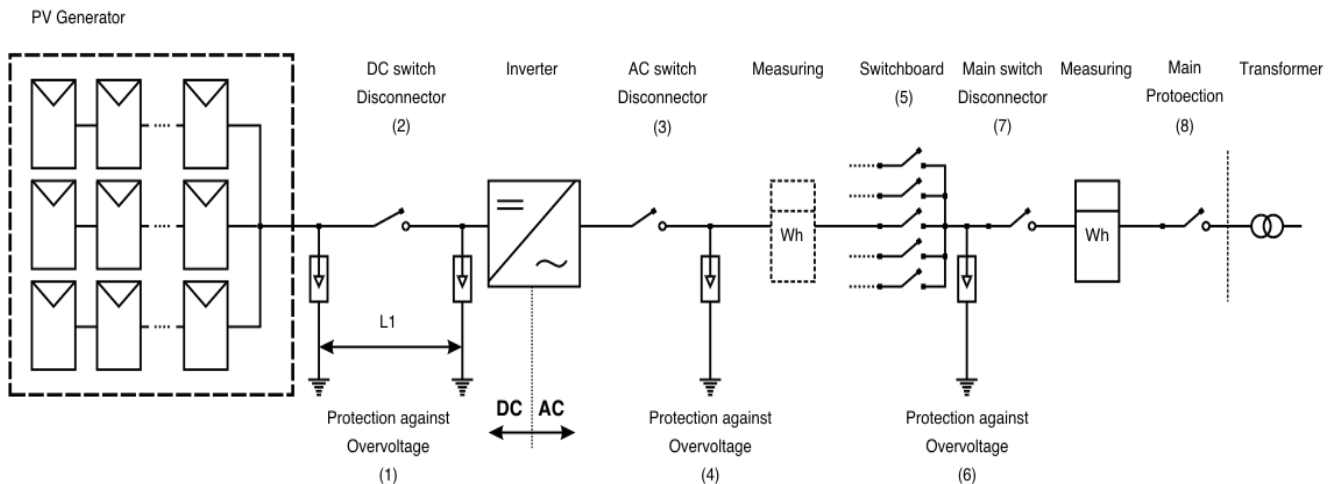 PV Generator
DC switch
Disconnector
(2)
Inverter
AC switch
Disconnector
(3)
Measuring
Switchboard
(5)
Main switch
Disconnector
(7)
Measuring
Main
Protoection
(8)
Transformer
Wh
Wh
L1
DC
AC
Protection against
Overvoltage
(1)
Protection against
Overvoltage
(4)
Protection against
Overvoltage
(6)